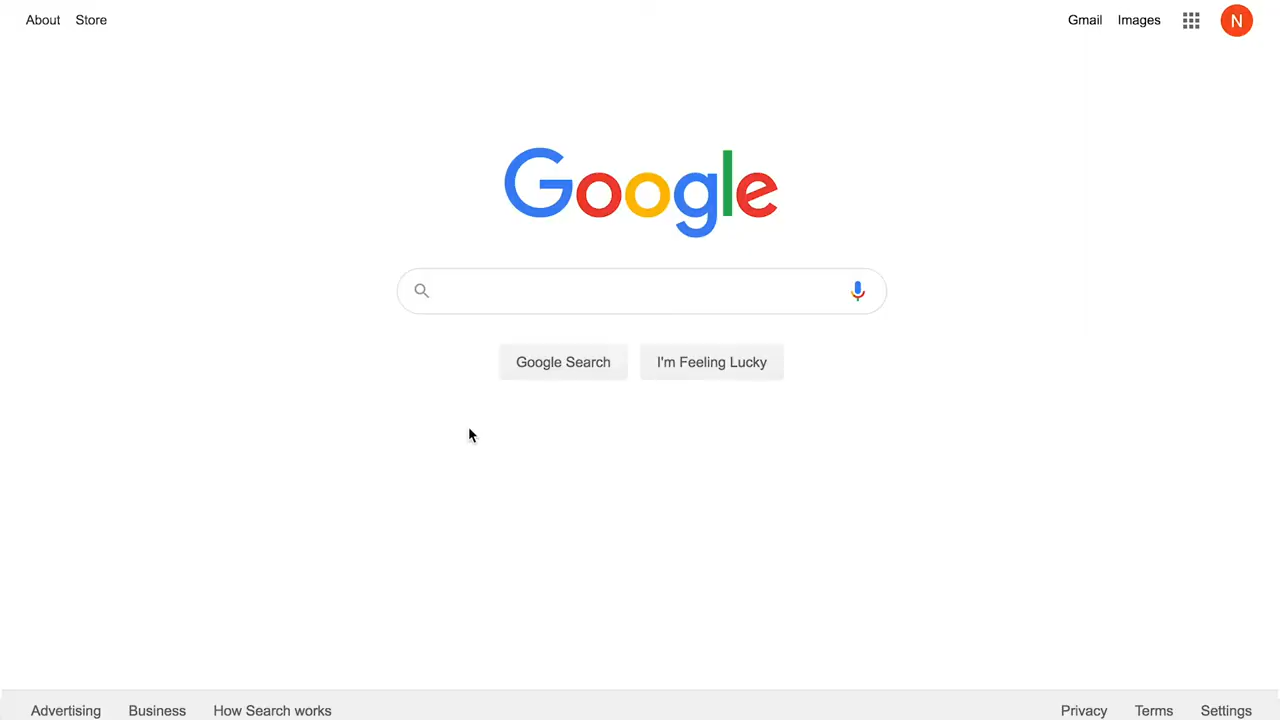 About Store Gmail Images N
Google
Google Search I'm Feeling Lucky
Advertising Business How Search works Privacy Terms Settings